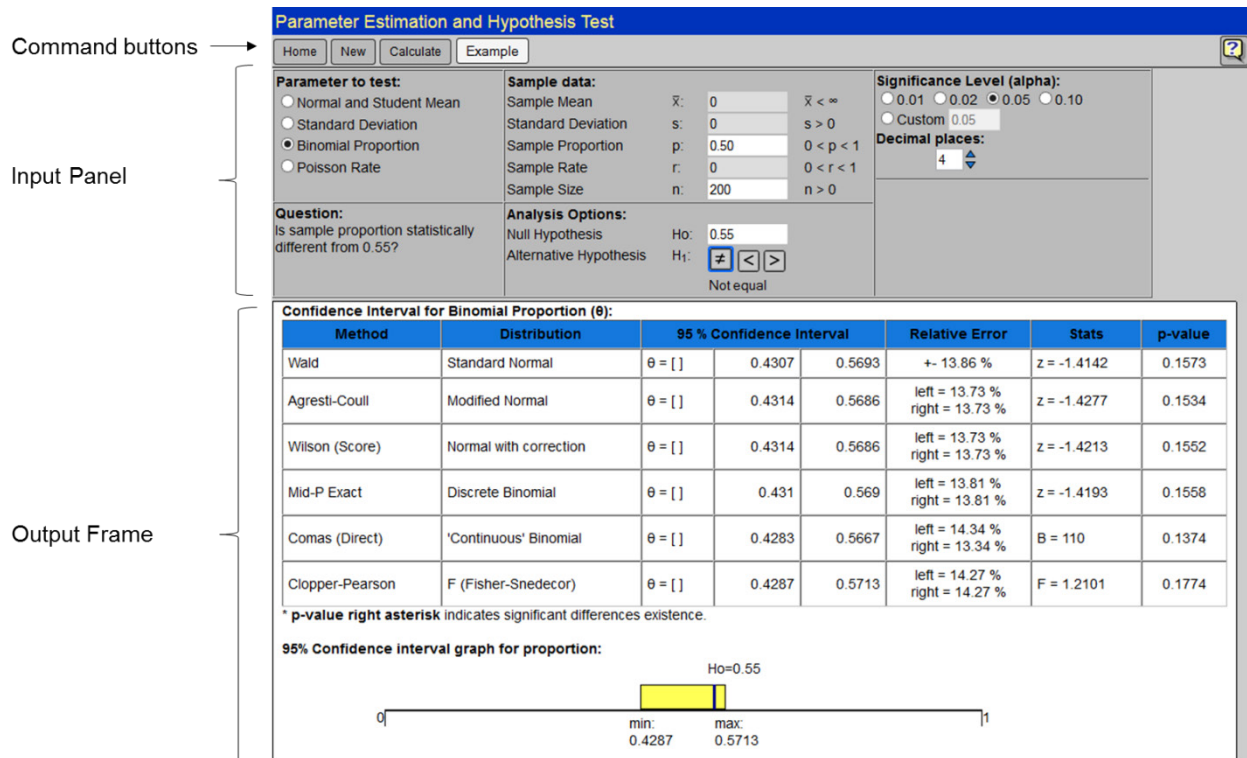 Parameter Estimation and Hypothesis Test
Command buttons
Home New Calculate Example ?
Input Panel
Parameter to test:
Normal and Student Mean
Standard Deviation
Binomial Proportion
Poisson Rate
Sample data:
Sample Mean x̅: 0 x̅ < ∞
Standard Deviation s: 0 s > 0
Sample Proportion p: 0.50 0 < p < 1
Sample Rate r: 0 0 < r < 1
Sample Size n: 200 n > 0
Significance Level (alpha):
0.01 0.02 0.05 0.10
Custom 0.05
Decimal places:
4
Question:
Is sample proportion statistically
different from 0.55?
Analysis Options:
Null Hypothesis Ho: 0.55
Alternative Hypothesis H₁: ≠ < >
Not equal
Output Frame
Confidence Interval for Binomial Proportion (θ):
Method Distribution 95 % Confidence Interval Relative Error Stats p-value
Wald Standard Normal θ = [ ] 0.4307 0.5693 +- 13.86 % z = -1.4142 0.1573
Agresti-Coull Modified Normal θ = [ ] 0.4314 0.5686 left = 13.73 % z = -1.4277 0.1534
right = 13.73 %
Wilson (Score) Normal with correction θ = [ ] 0.4314 0.5686 left = 13.73 % z = -1.4213 0.1552
right = 13.73 %
Mid-P Exact Discrete Binomial θ = [ ] 0.431 0.569 left = 13.81 % z = -1.4193 0.1558
right = 13.81 %
Comas (Direct) 'Continuous' Binomial θ = [ ] 0.4283 0.5667 left = 14.34 % B = 110 0.1374
right = 13.34 %
Clopper-Pearson F (Fisher-Snedecor) θ = [ ] 0.4287 0.5713 left = 14.27 % F = 1.2101 0.1774
right = 14.27 %
* p-value right asterisk indicates significant differences existence.
95% Confidence interval graph for proportion:
Ho=0.55
0 1
min: max:
0.4287 0.5713